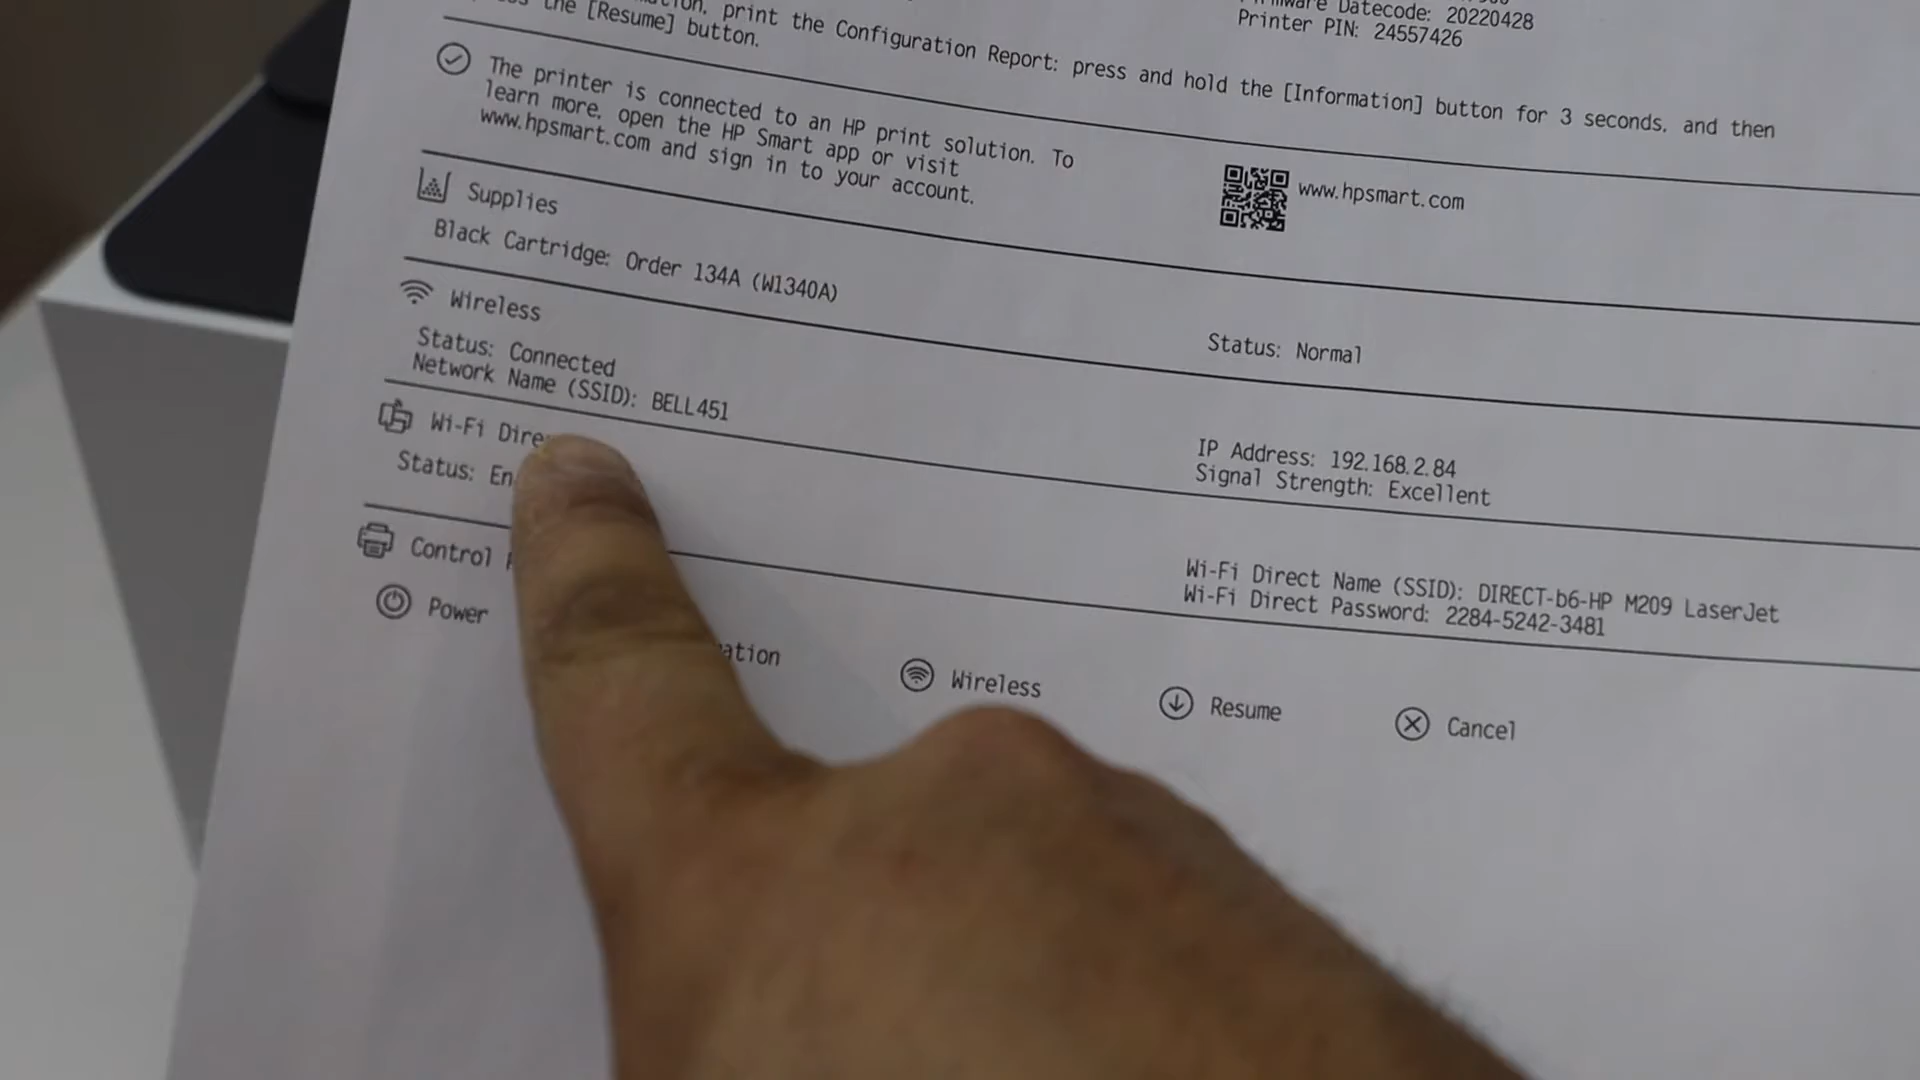 Datecode: 20220428
Printer PIN: 24557426
print the Configuration Report: press and hold the [Information] button for 3 seconds, and then
the [Resume] button.
The printer is connected to an HP print solution. To
learn more, open the HP Smart app or visit
www.hpsmart.com and sign in to your account.
www.hpsmart.com
Supplies
Black Cartridge: Order 134A (W1340A)
Status: Normal
Wireless
Status: Connected
Network Name (SSID): BELL451
IP Address: 192.168.2.84
Signal Strength: Excellent
Wi-Fi
Status:
Wi-Fi Direct Name (SSID): DIRECT-b6-HP M209 LaserJet
Wi-Fi Direct Password: 2284-5242-3481
Control
Power
Wireless
Resume
Cancel